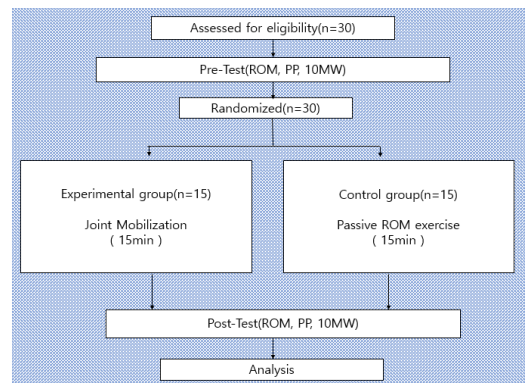 Assessed for eligibility(n=30)
Pre-Test(ROM, PP, 10MW)
Randomized(n=30)
Experimental group(n=15)
Joint Mobilization
( 15min )
Control group(n=15)
Passive ROM exercise
( 15min )
Post-Test(ROM, PP, 10MW)
Analysis